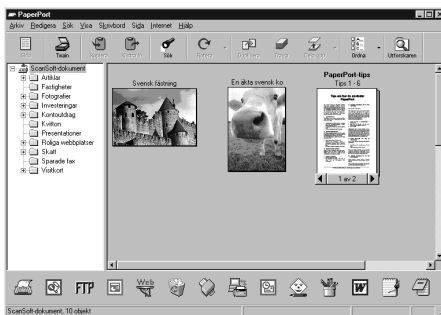 PaperPort
Arkiv Redigera Sök Visa Skrivbord Sida Internet Hjälp
Twain Sök Rotera Ordna Utforskaren
ScanSoft-dokument
Artiklar
Fastigheter
Fotografier
Investeringar
Kontoutdrag
Kvitton
Presentationer
Roliga webbplatser
Skatt
Sparade fax
Visitkort
Svensk fästning
En äkta svensk ko
PaperPort-tips
Tips 1 - 6
1 av 2
FTP
Web
W
ScanSoft-dokument, 10 objekt